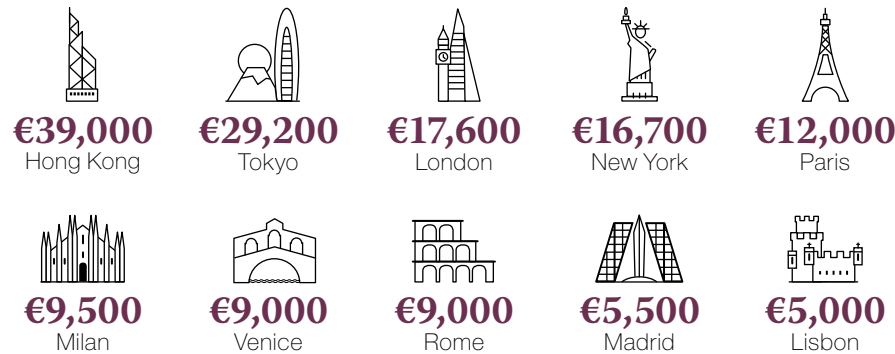 €39,000
Hong Kong
€29,200
Tokyo
€17,600
London
€16,700
New York
€12,000
Paris
€9,500
Milan
€9,000
Venice
€9,000
Rome
€5,500
Madrid
€5,000
Lisbon